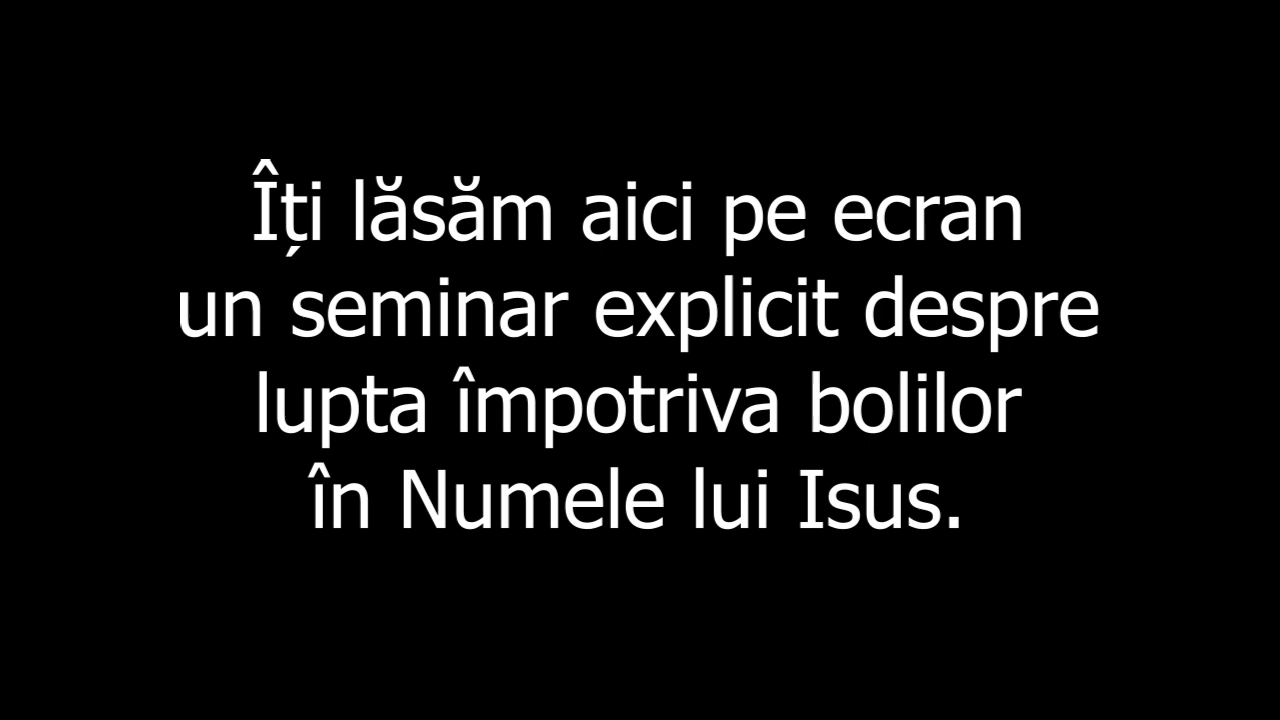 Îți lăsăm aici pe ecran
un seminar explicit despre
lupta împotriva bolilor
în Numele lui Isus.